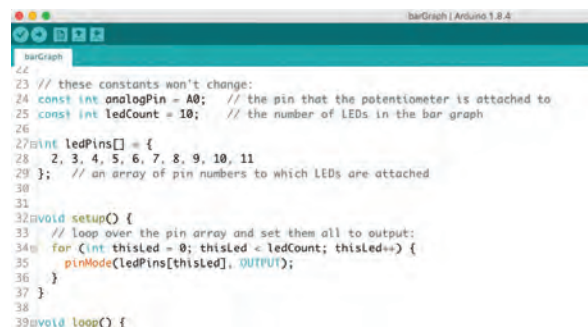 barGraph | Arduino 1.8.4
barGraph
22
23 // these constants won't change:
24 const int analogPin = A0;   // the pin that the potentiometer is attached to
25 const int ledCount = 10;    // the number of LEDs in the bar graph
26
27 int ledPins[] = {
28   2, 3, 4, 5, 6, 7, 8, 9, 10, 11
29 };   // an array of pin numbers to which LEDs are attached
30
31
32 void setup() {
33   // loop over the pin array and set them all to output:
34   for (int thisLed = 0; thisLed < ledCount; thisLed++) {
35     pinMode(ledPins[thisLed], OUTPUT);
36   }
37 }
38
39 void loop() {